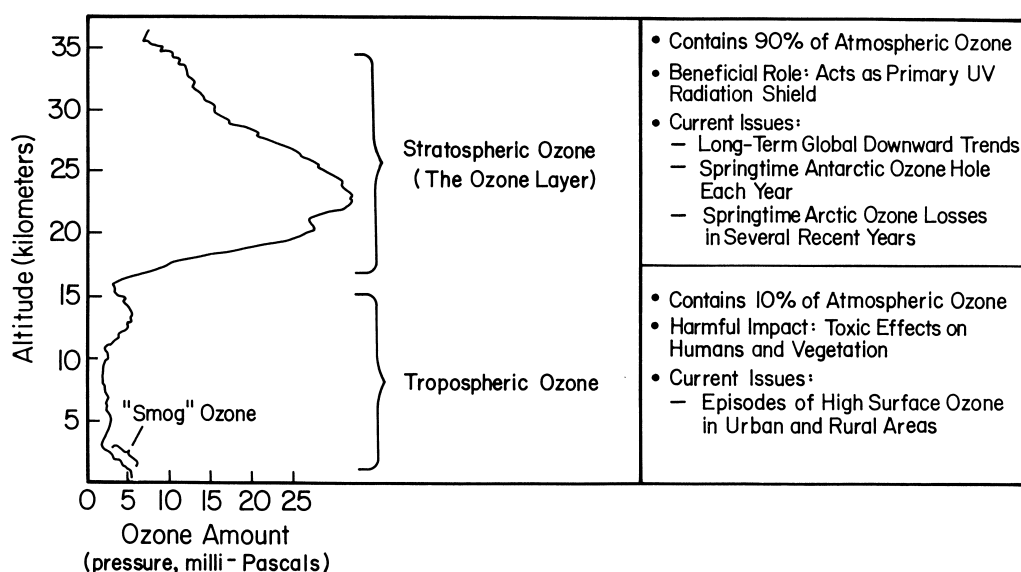 35
30
25
20
15
10
5
Altitude (kilometers)
0 5 10 15 20 25
Ozone Amount
(pressure, milli-Pascals)
"Smog" Ozone
Stratospheric Ozone
(The Ozone Layer)
Tropospheric Ozone
• Contains 90% of Atmospheric Ozone
• Beneficial Role: Acts as Primary UV
Radiation Shield
• Current Issues:
– Long-Term Global Downward Trends
– Springtime Antarctic Ozone Hole
Each Year
– Springtime Arctic Ozone Losses
in Several Recent Years
• Contains 10% of Atmospheric Ozone
• Harmful Impact: Toxic Effects on
Humans and Vegetation
• Current Issues:
– Episodes of High Surface Ozone
in Urban and Rural Areas